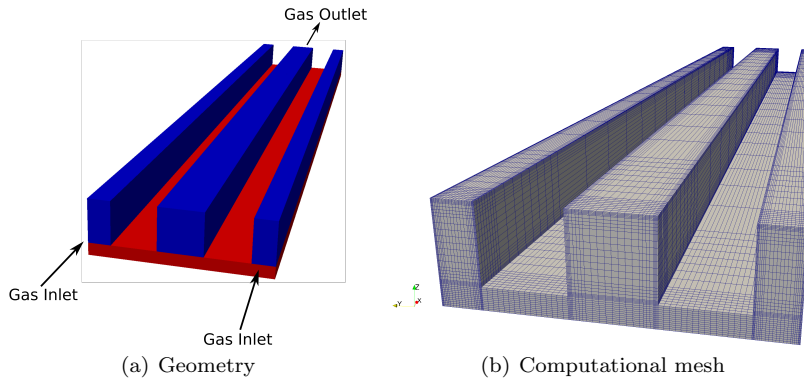 Gas Outlet
Gas Inlet
Gas Inlet
Z
Y
X
(a) Geometry
(b) Computational mesh